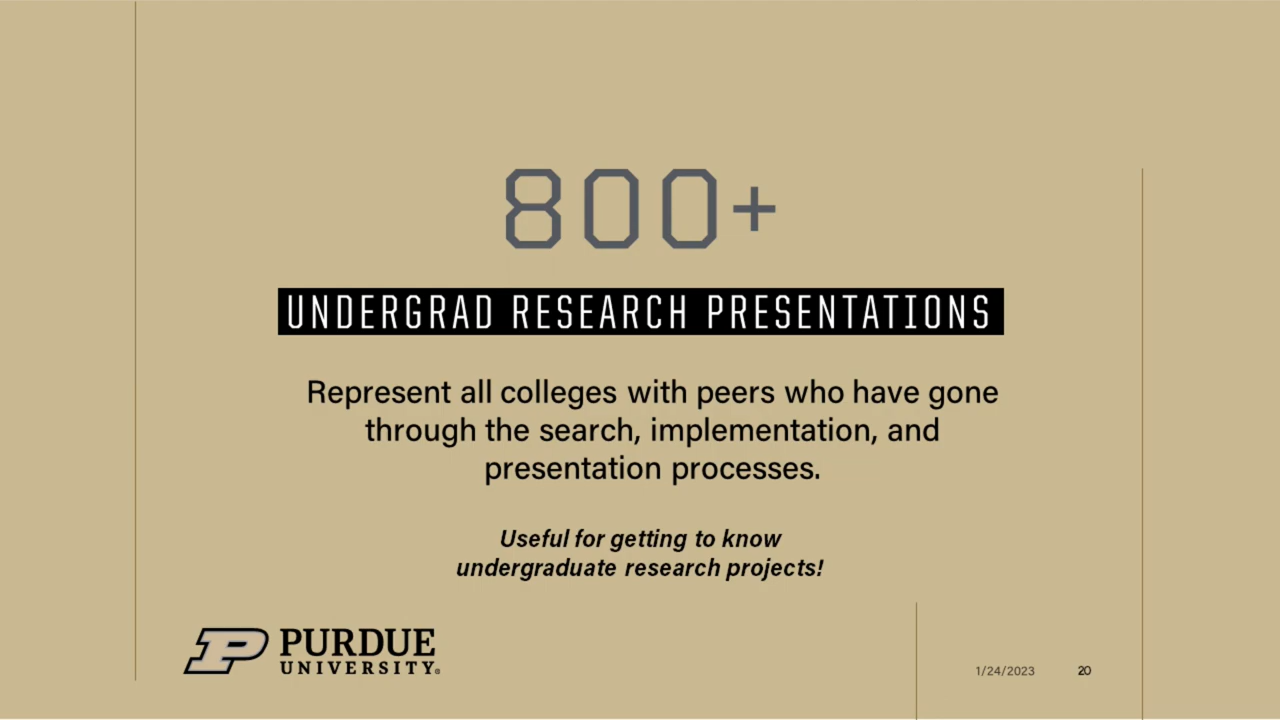 800+
UNDERGRAD RESEARCH PRESENTATIONS
Represent all colleges with peers who have gone
through the search, implementation, and
presentation processes.
Useful for getting to know
undergraduate research projects!
P PURDUE
UNIVERSITY®
1/24/2023 20